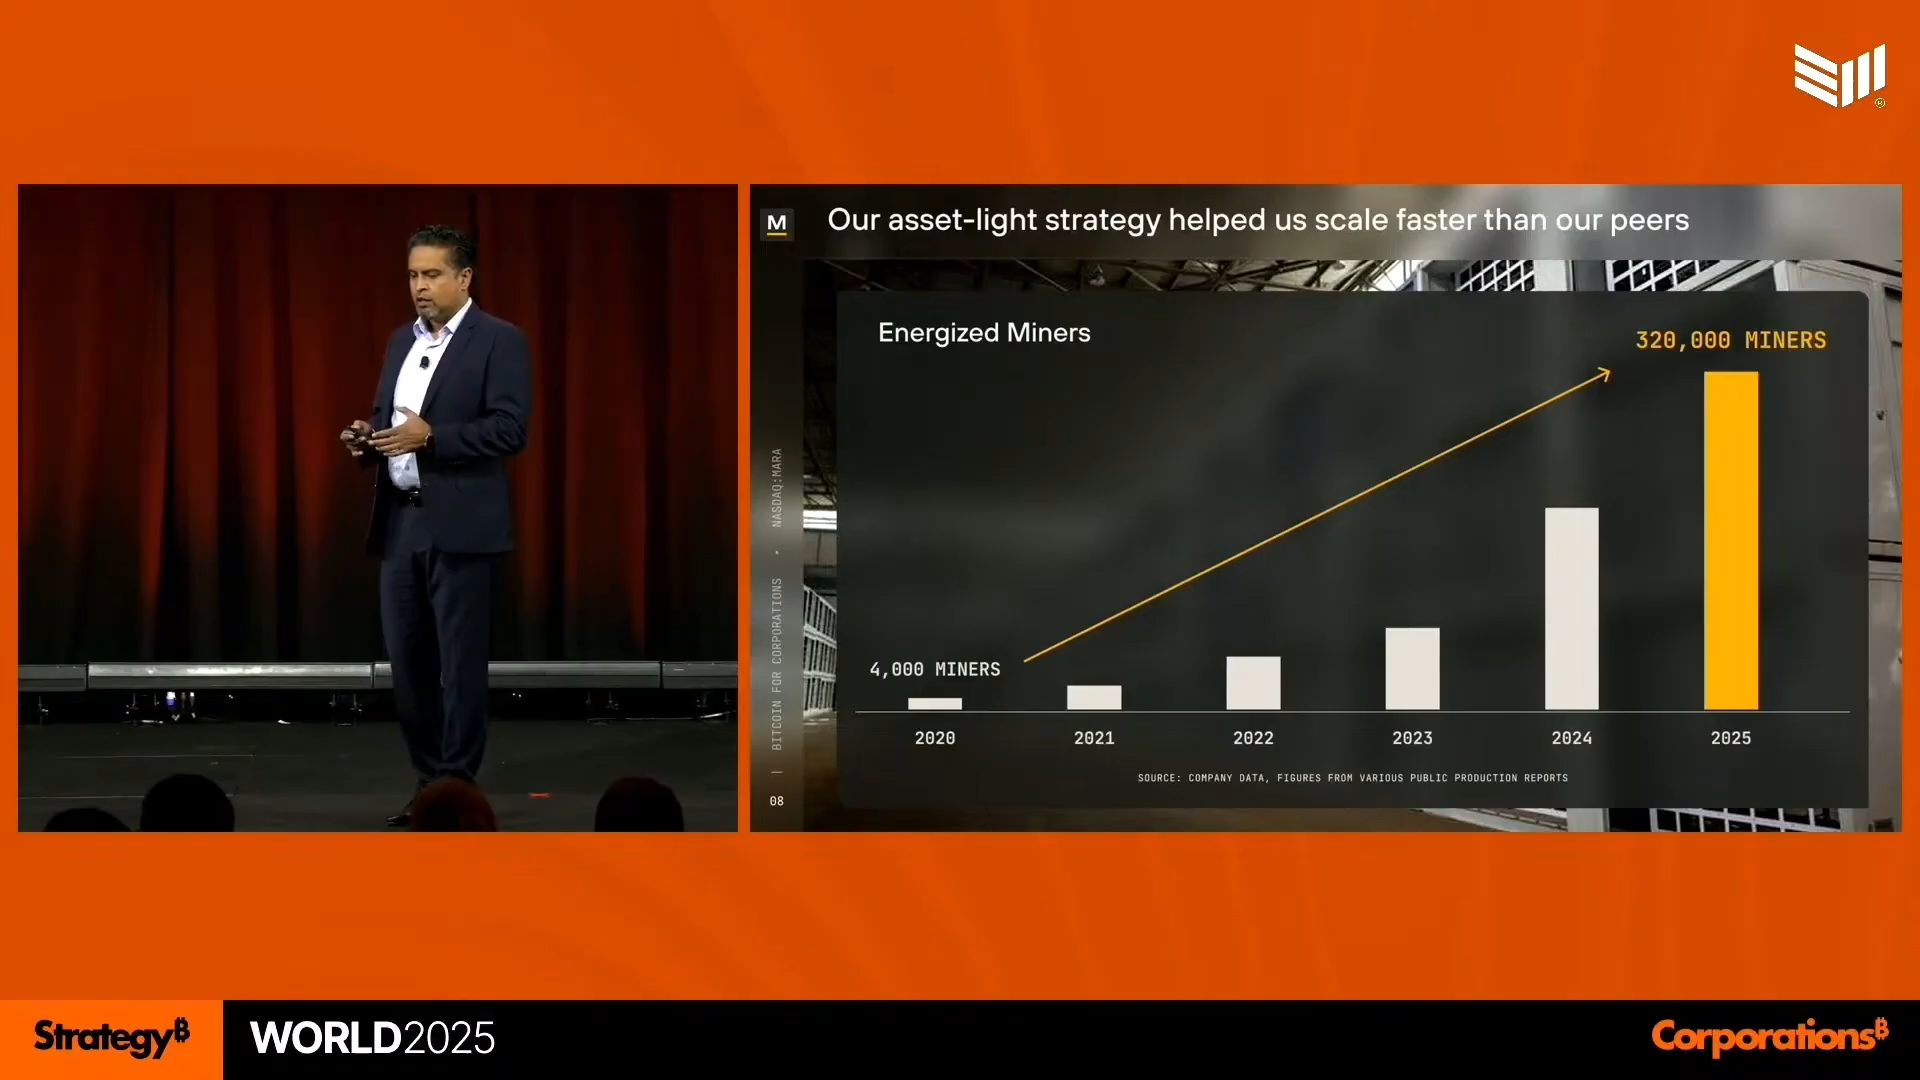 M
Our asset-light strategy helped us scale faster than our peers
Energized Miners
320,000 MINERS
4,000 MINERS
2020 2021 2022 2023 2024 2025
SOURCE: COMPANY DATA, FIGURES FROM VARIOUS PUBLIC PRODUCTION REPORTS
08 | BITCOIN FOR CORPORATIONS • NASDAQ:MARA
Strategy₿
WORLD2025
Corporations₿